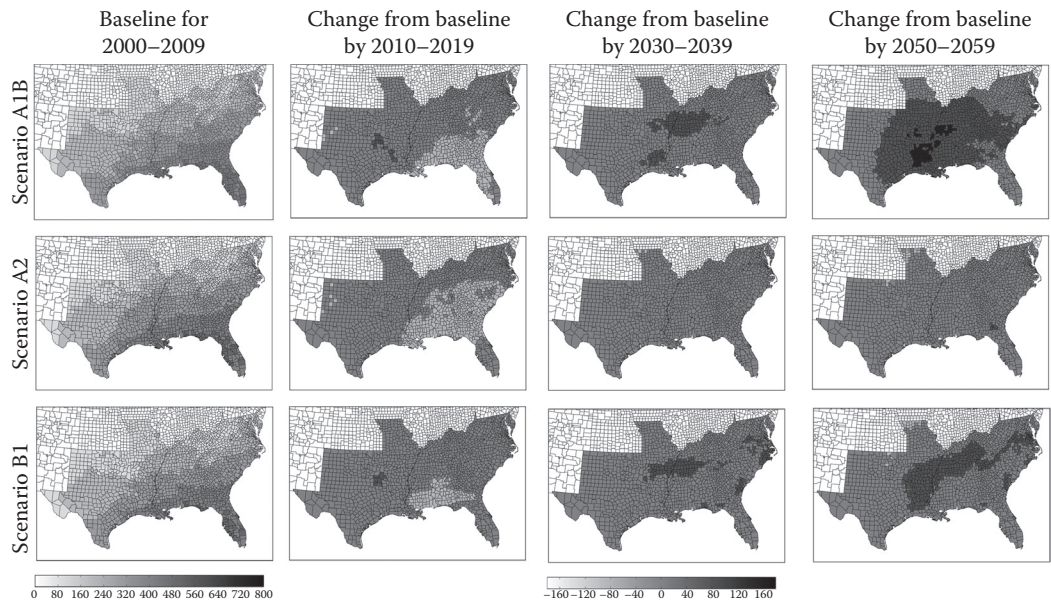 Baseline for
2000–2009
Change from baseline
by 2010–2019
Change from baseline
by 2030–2039
Change from baseline
by 2050–2059
Scenario A1B
Scenario A2
Scenario B1
0 80 160 240 320 400 480 560 640 720 800
−160 −120 −80 −40 0 40 80 120 160